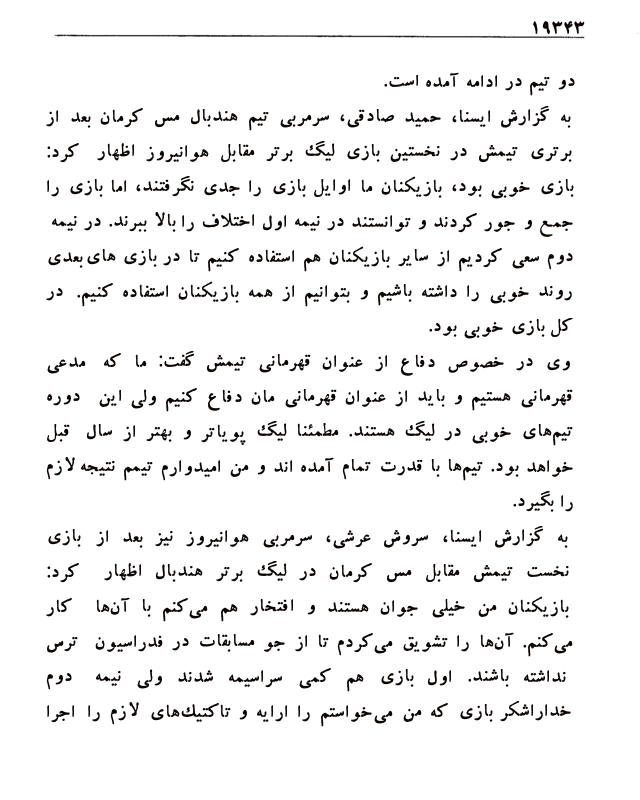 ۱۹۳۴۳
دو تیم در ادامه آمده است.
به گزارش ایسنا، حمید صادقی، سرمربی تیم هندبال مس کرمان بعد از
برتری تیمش در نخستین بازی لیگ برتر مقابل هوانیروز اظهار کرد:
بازی خوبی بود، بازیکنان ما اوایل بازی را جدی نگرفتند، اما بازی را
جمع و جور کردند و توانستند در نیمه اول اختلاف را بالا ببرند. در نیمه
دوم سعی کردیم از سایر بازیکنان هم استفاده کنیم تا در بازی های بعدی
روند خوبی را داشته باشیم و بتوانیم از همه بازیکنان استفاده کنیم. در
کل بازی خوبی بود.
وی در خصوص دفاع از عنوان قهرمانی تیمش گفت: ما که مدعی
قهرمانی هستیم و باید از عنوان قهرمانی مان دفاع کنیم ولی این دوره
تیم‌های خوبی در لیگ هستند. مطمئنا لیگ پویاتر و بهتر از سال قبل
خواهد بود. تیم‌ها با قدرت تمام آمده اند و من امیدوارم تیمم نتیجه لازم
را بگیرد.
به گزارش ایسنا، سروش عرشی، سرمربی هوانیروز نیز بعد از بازی
نخست تیمش مقابل مس کرمان در لیگ برتر هندبال اظهار کرد:
بازیکنان من خیلی جوان هستند و افتخار هم می‌کنم با آن‌ها کار
می‌کنم. آن‌ها را تشویق می‌کردم تا از جو مسابقات در فدراسیون ترس
نداشته باشند. اول بازی هم کمی سراسیمه شدند ولی نیمه دوم
خداراشکر بازی که من می‌خواستم را ارایه و تاکتیک‌های لازم را اجرا